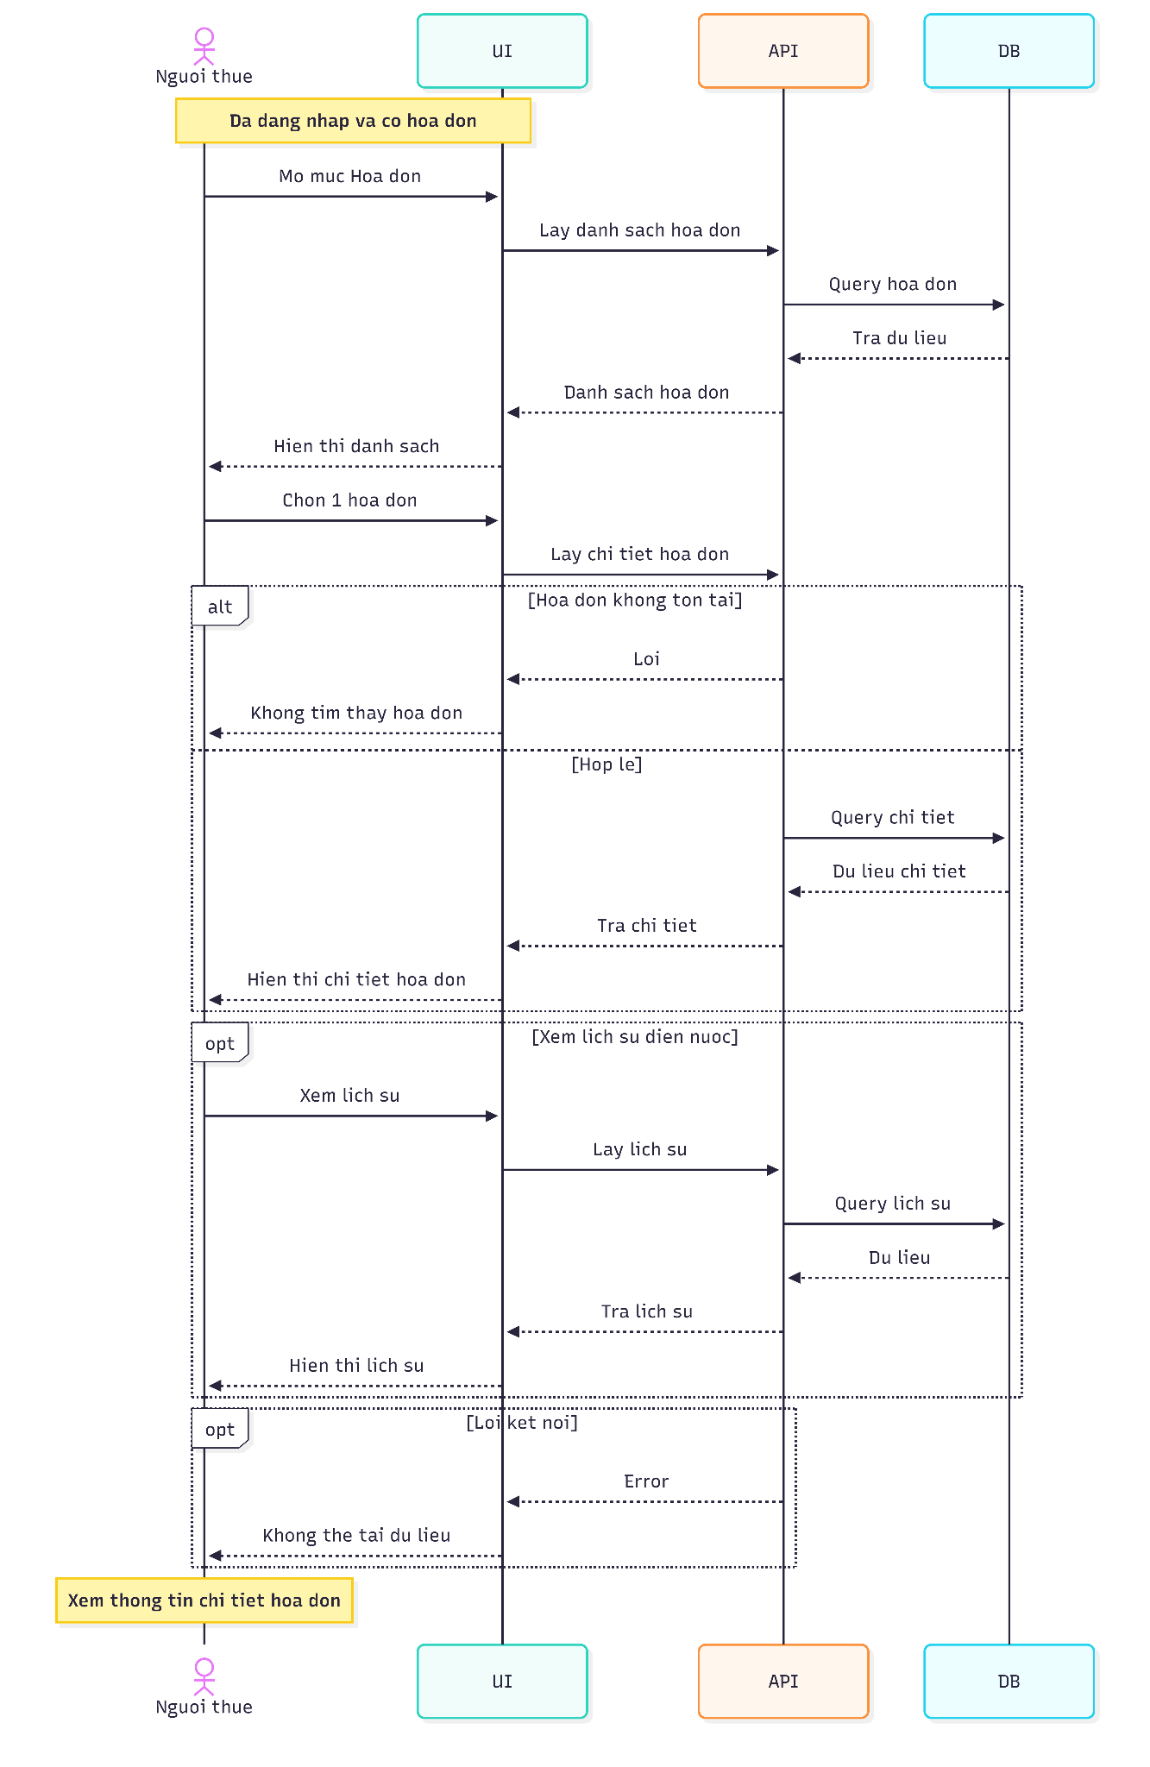 Nguoi thue
UI
API
DB
Da dang nhap va co hoa don
Mo muc Hoa don
Lay danh sach hoa don
Query hoa don
Tra du lieu
Danh sach hoa don
Hien thi danh sach
Chon 1 hoa don
Lay chi tiet hoa don
alt
[Hoa don khong ton tai]
Loi
Khong tim thay hoa don
[Hop le]
Query chi tiet
Du lieu chi tiet
Tra chi tiet
Hien thi chi tiet hoa don
opt
[Xem lich su dien nuoc]
Xem lich su
Lay lich su
Query lich su
Du lieu
Tra lich su
Hien thi lich su
opt
[Loi ket noi]
Error
Khong the tai du lieu
Xem thong tin chi tiet hoa don
Nguoi thue
UI
API
DB